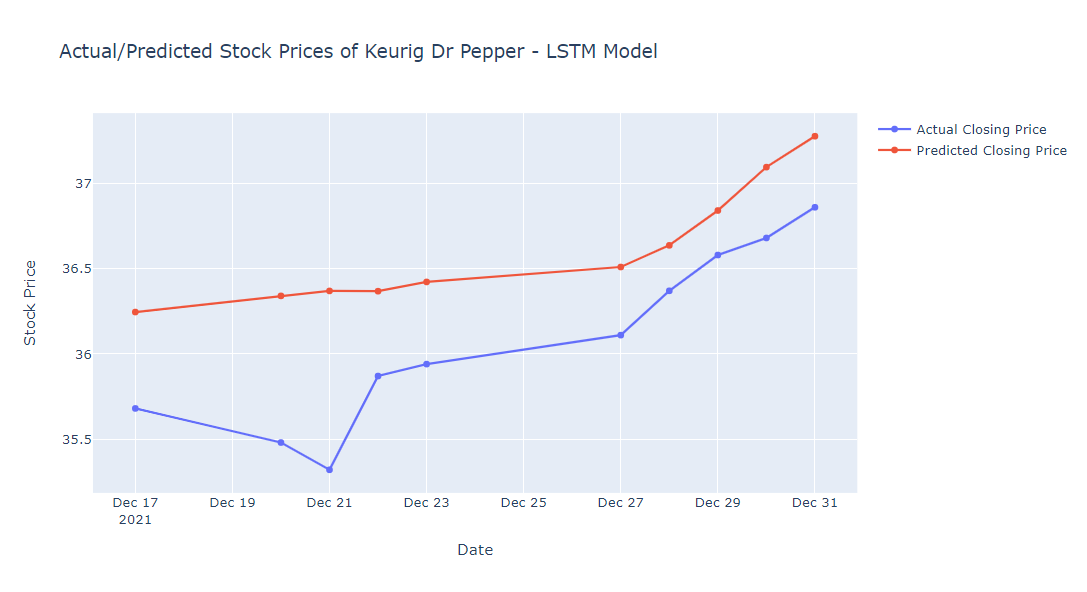 Actual/Predicted Stock Prices of Keurig Dr Pepper - LSTM Model
Actual Closing Price
Predicted Closing Price
37
36.5
36
35.5
Stock Price
Dec 17 Dec 19 Dec 21 Dec 23 Dec 25 Dec 27 Dec 29 Dec 31
2021
Date